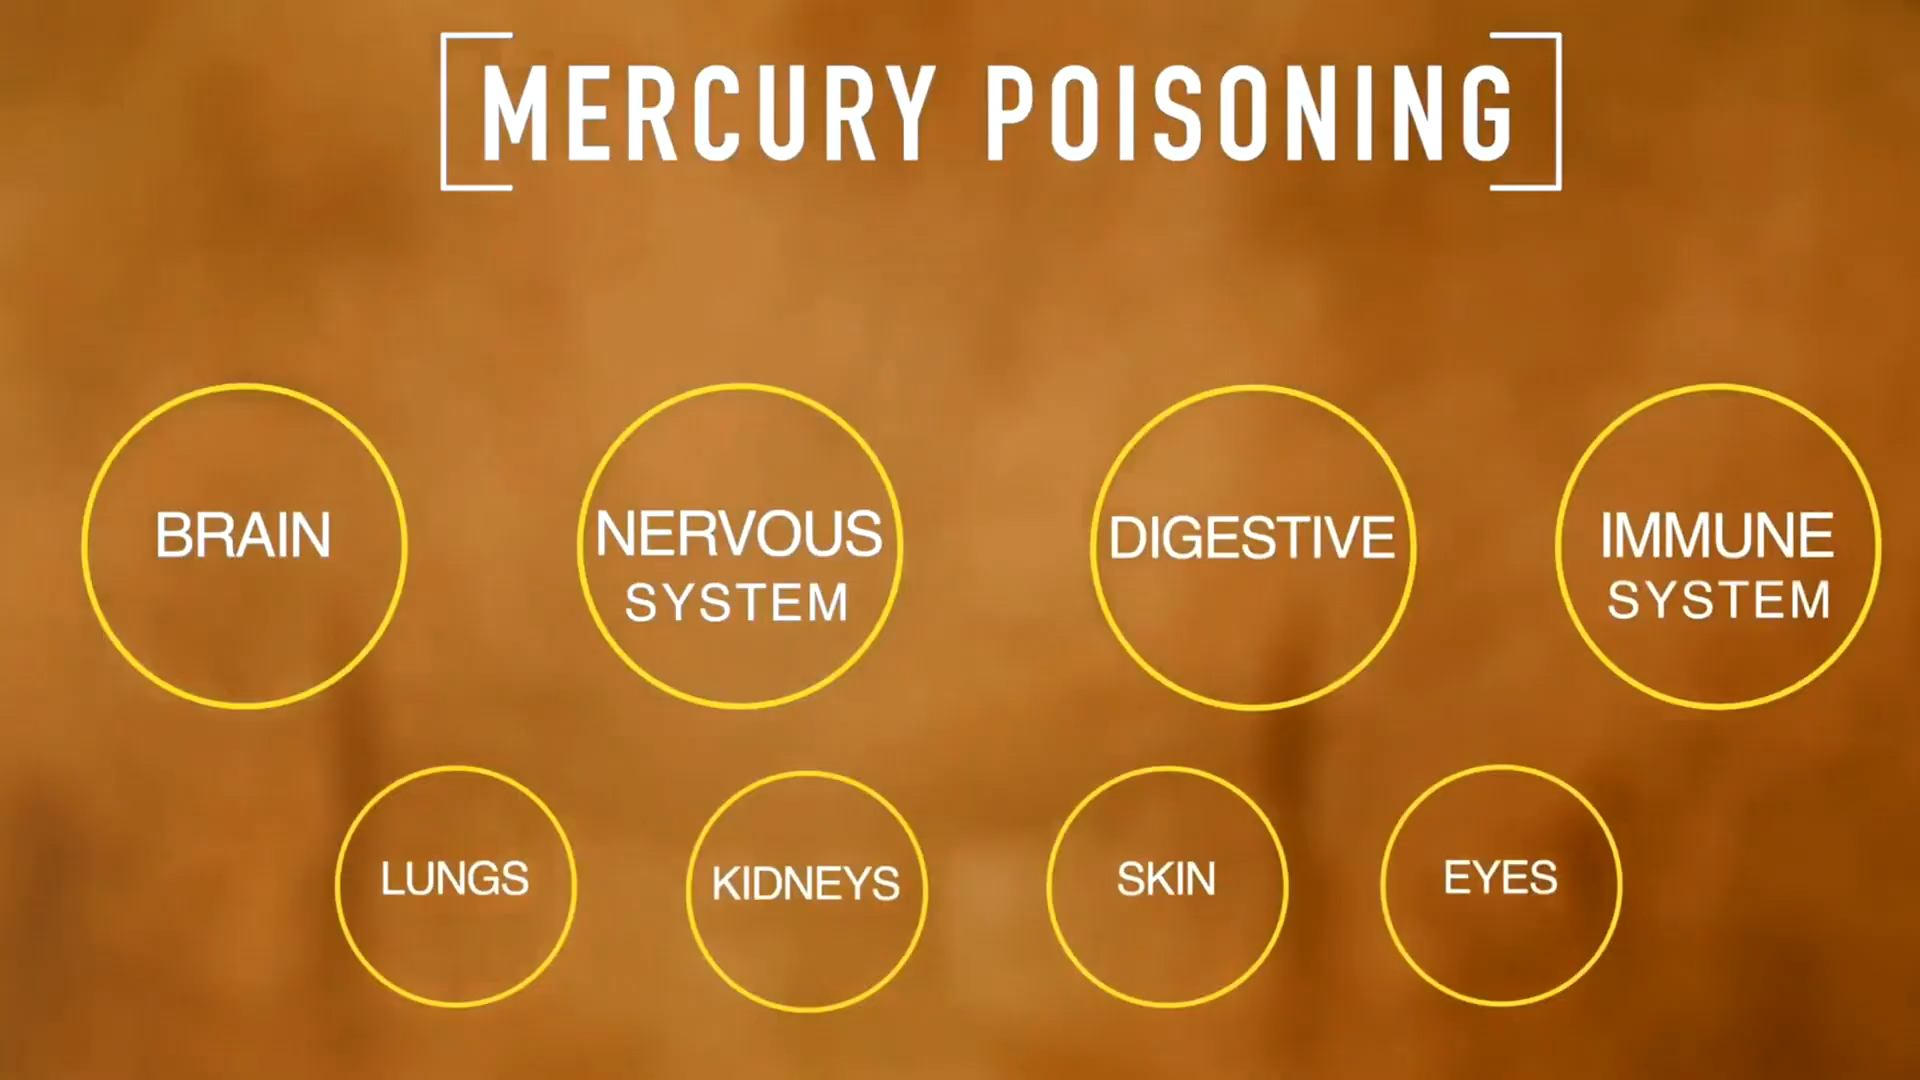 MERCURY POISONING
BRAIN
NERVOUS
SYSTEM
DIGESTIVE
IMMUNE
SYSTEM
LUNGS
KIDNEYS
SKIN
EYES